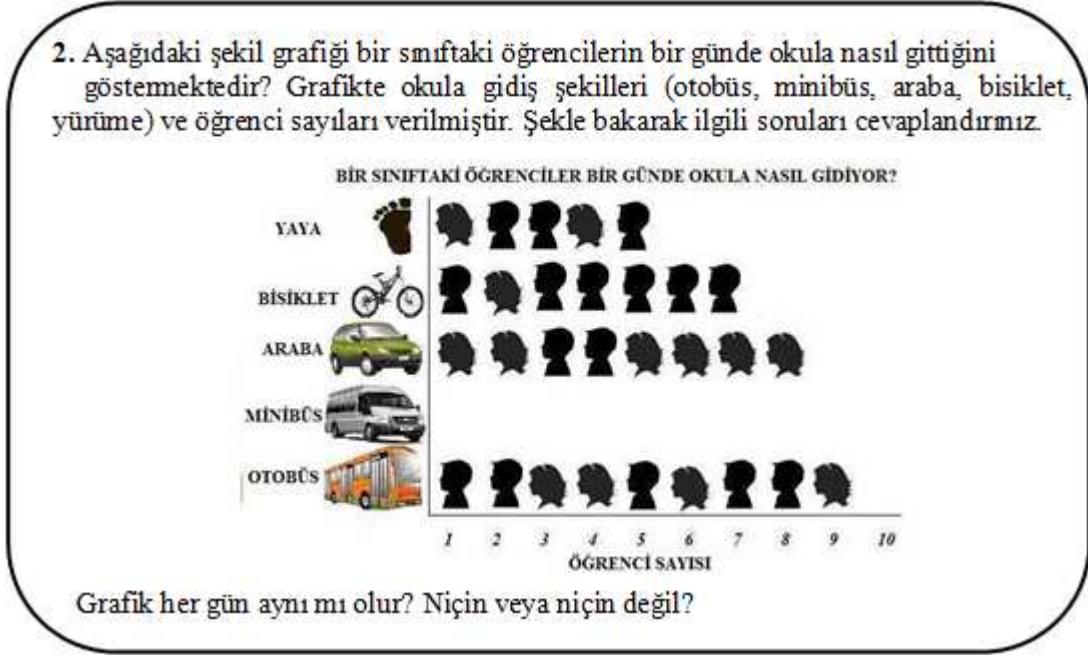 2. Aşağıdaki şekil grafiği bir sınıftaki öğrencilerin bir günde okula nasıl gittiğini
göstermektedir? Grafikte okula gidiş şekilleri (otobüs, minibüs, araba, bisiklet,
yürüme) ve öğrenci sayıları verilmiştir. Şekle bakarak ilgili soruları cevaplandırınız.
BİR SINIFTAKİ ÖĞRENCİLER BİR GÜNDE OKULA NASIL GİDİYOR?
YAYA
BİSİKLET
ARABA
MİNİBÜS
OTOBÜS
1 2 3 4 5 6 7 8 9 10
ÖĞRENCİ SAYISI
Grafik her gün aynı mı olur? Niçin veya niçin değil?